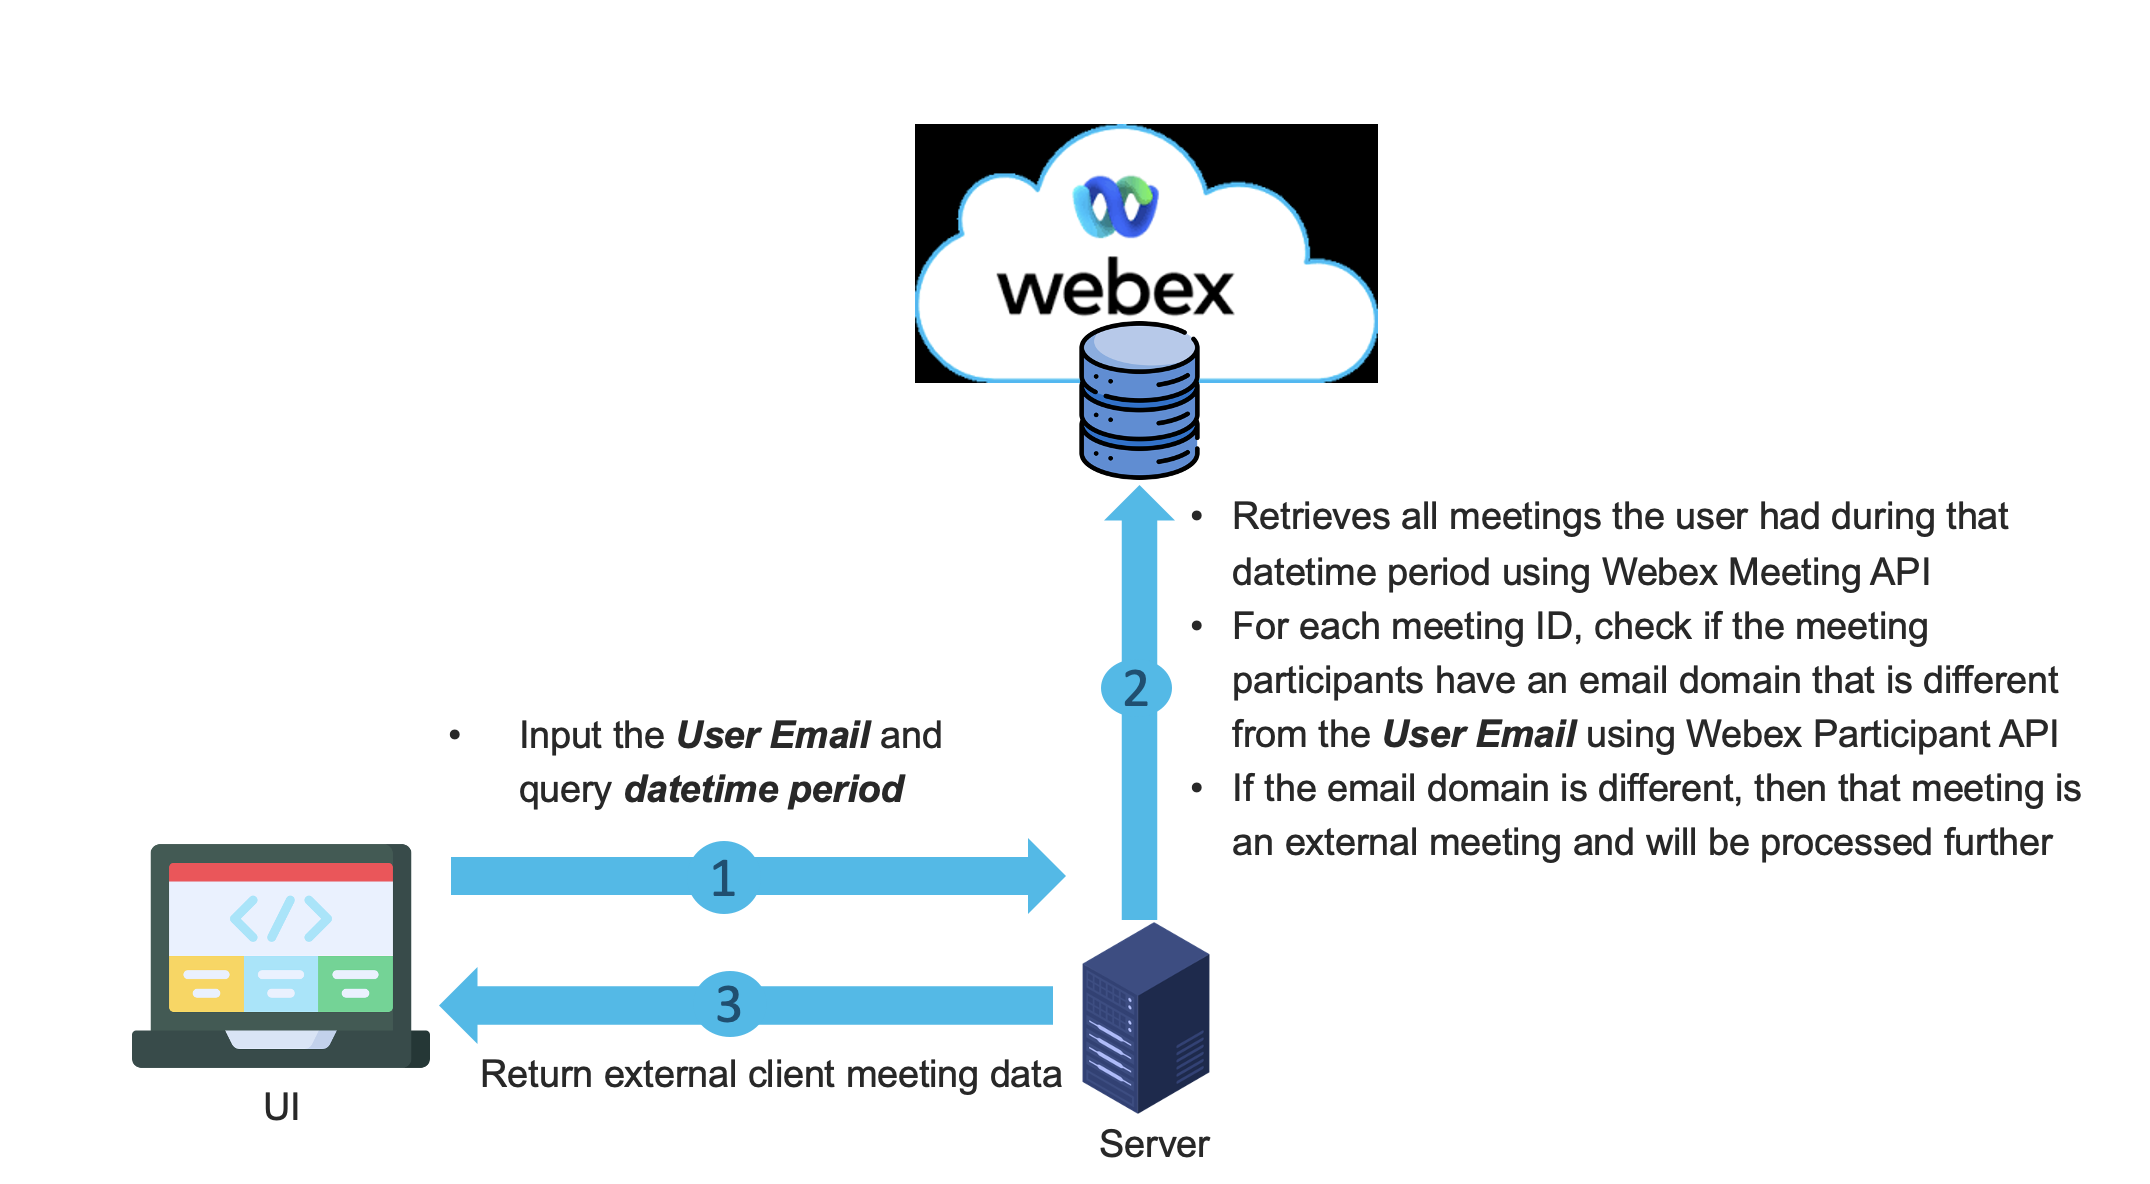 webex
• Retrieves all meetings the user had during that
datetime period using Webex Meeting API
• For each meeting ID, check if the meeting
participants have an email domain that is different
from the User Email using Webex Participant API
• If the email domain is different, then that meeting is
an external meeting and will be processed further
2
• Input the User Email and
query datetime period
1
</>
3
Return external client meeting data
UI
Server